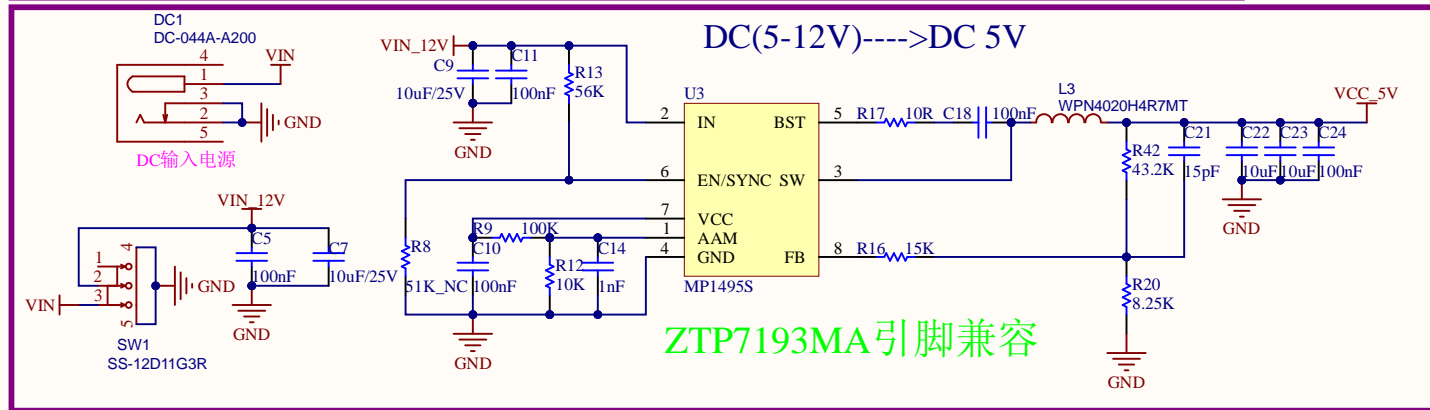 DC1
DC-044A-A200
4
1
3
2
5
VIN
GND
DC输入电源
VIN_12V
C9
10uF/25V
C11
100nF
R13
56K
GND
DC(5-12V)---->DC 5V
U3
2
IN
BST
5
R17
10R
C18
100nF
6
EN/SYNC
SW
3
7
VCC
1
AAM
4
GND
FB
8
R16
15K
MP1495S
L3
WPN4020H4R7MT
VCC_5V
R42
43.2K
C21
15pF
C22
10uF
C23
10uF
C24
100nF
GND
R20
8.25K
GND
VIN_12V
C5
100nF
C7
10uF/25V
GND
1
2
3
4
5
VIN
GND
SW1
SS-12D11G3R
R8
51K_NC
R9
100K
C10
100nF
R12
10K
C14
1nF
GND
ZTP7193MA引脚兼容